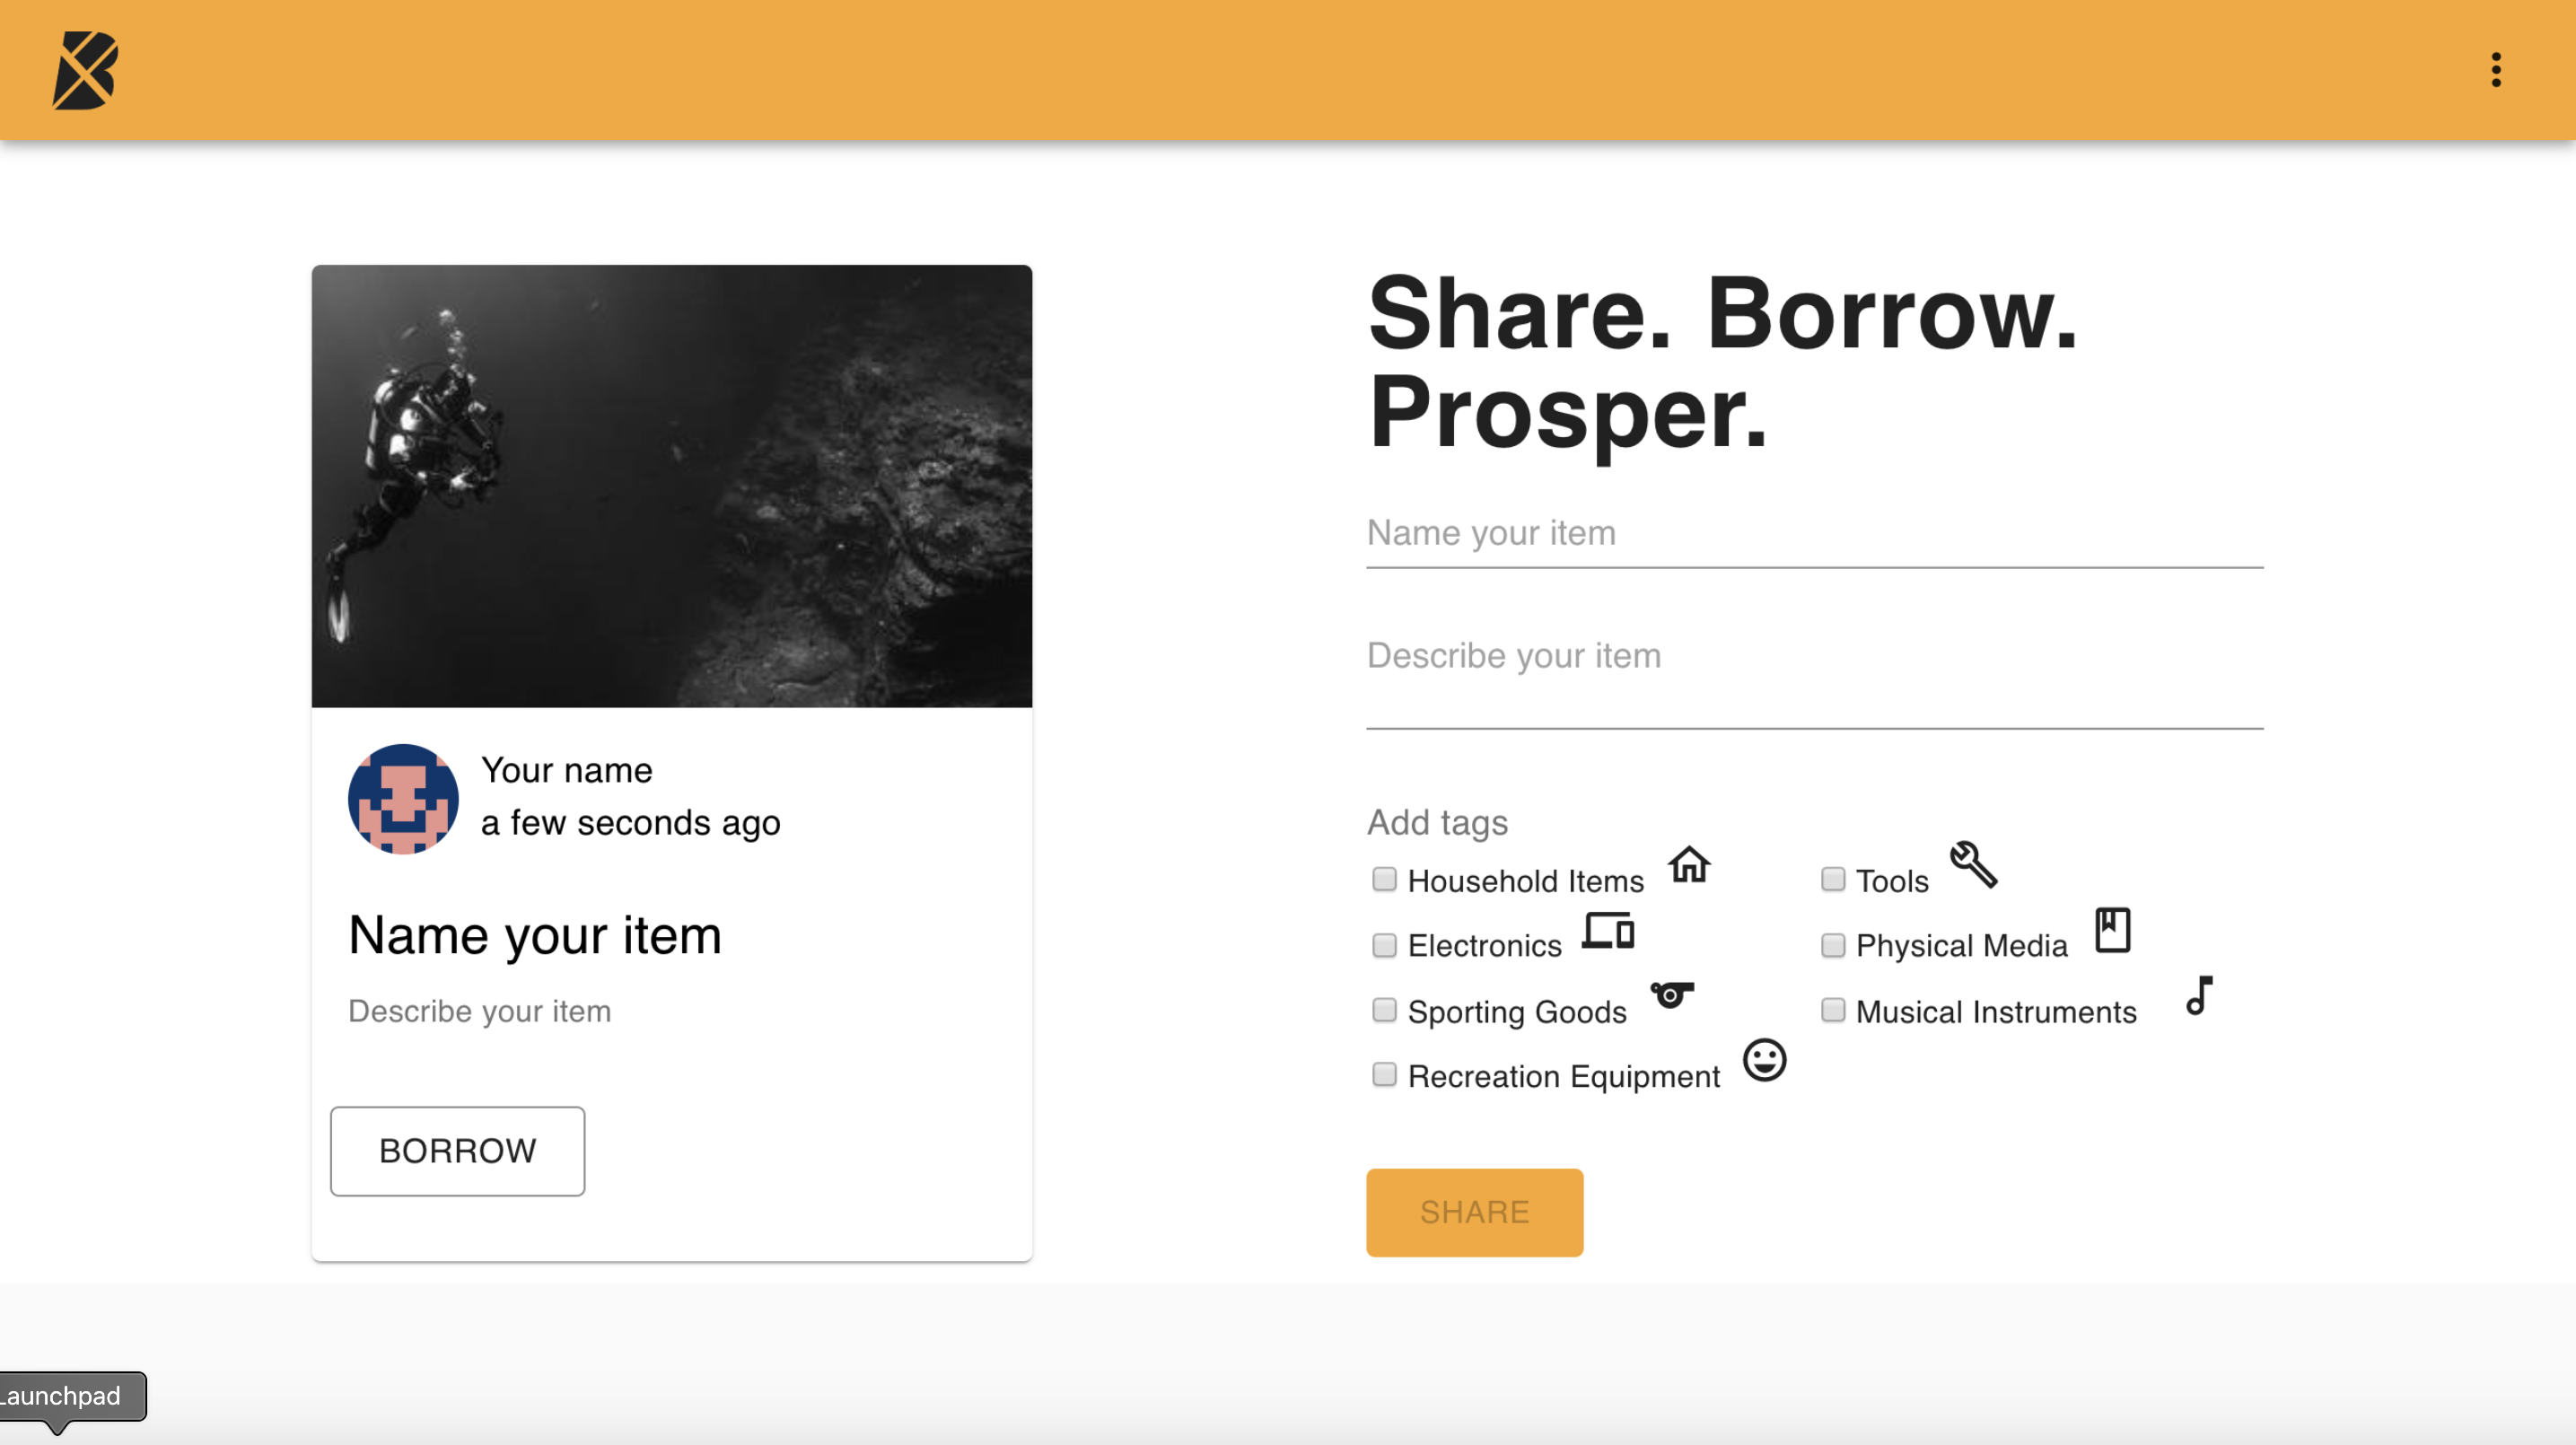 Your name
a few seconds ago
Name your item
Describe your item
BORROW
Share. Borrow.
Prosper.
Name your item
Describe your item
Add tags
Household Items
Tools
Electronics
Physical Media
Sporting Goods
Musical Instruments
Recreation Equipment
SHARE
Launchpad